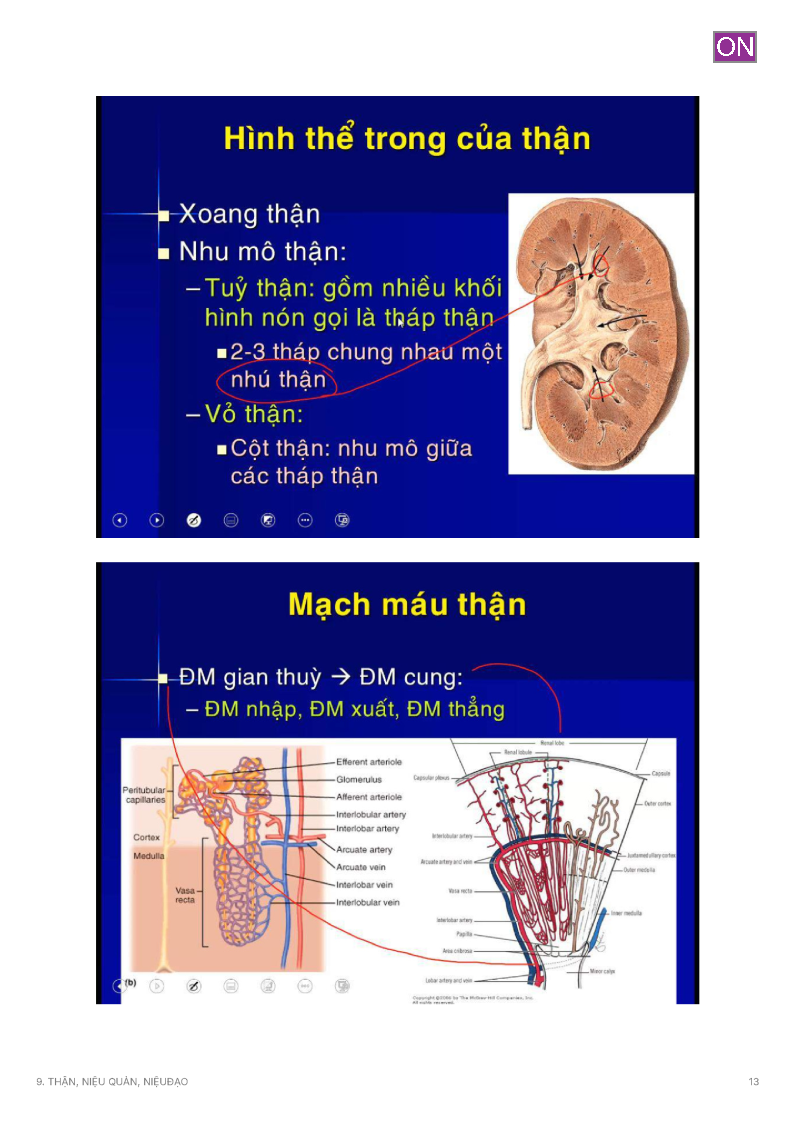 ON
Hình thể trong của thận
Xoang thận
Nhu mô thận:
– Tuỷ thận: gồm nhiều khối
hình nón gọi là tháp thận
2-3 tháp chung nhau một
nhú thận
– Vỏ thận:
Cột thận: nhu mô giữa
các tháp thận
Mạch máu thận
ĐM gian thuỳ → ĐM cung:
– ĐM nhập, ĐM xuất, ĐM thẳng
Peritubular
capillaries
Cortex
Medulla
Vasa
recta
Efferent arteriole
Glomerulus
Afferent arteriole
Interlobular artery
Interlobar artery
Arcuate artery
Arcuate vein
Interlobar vein
Interlobular vein
(b)
Renal lobe
Renal lobule
Capsular plexus
Capsule
Outer cortex
Interlobular artery
Juxtamedullary cortex
Arcuate artery and vein
Outer medulla
Vasa recta
Inner medulla
Interlobar artery
Papilla
Area cribrosa
Minor calyx
Lobar artery and vein
Copyright ©2006 by The McGraw-Hill Companies, Inc.
All rights reserved.
9. THẬN, NIỆU QUẢN, NIỆUĐẠO
13